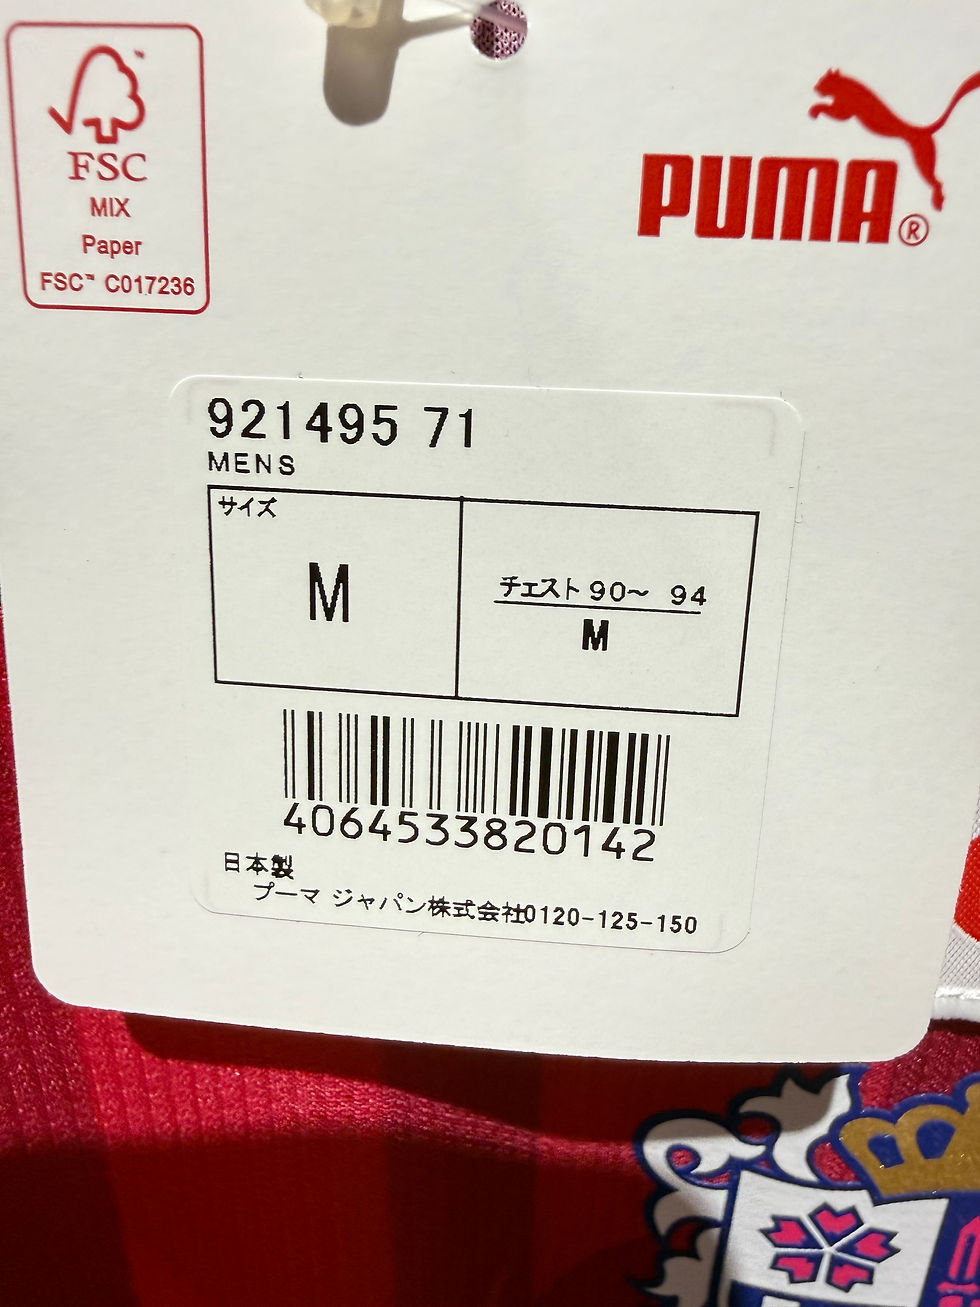 FSC
MIX
Paper
FSC™ C017236
PUMA®
921495 71
MENS
サイズ
M
チェスト 90～ 94
M
4064533820142
日本製
プーマ ジャパン株式会社0120-125-150